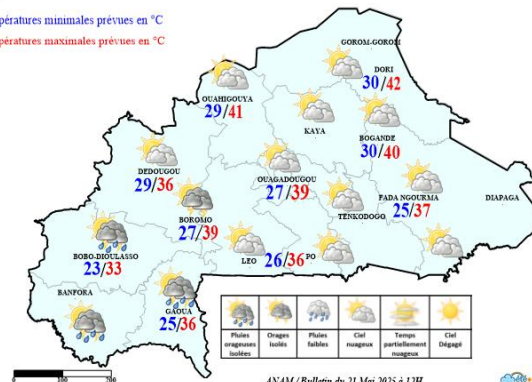 pératures minimales prévues en °C
pératures maximales prévues en °C
GOROM-GOROM
DORI
30/42
OUAHIGOUYA
29/41
KAYA
BOGANDE
30/40
DEDOUGOU
29/36
OUAGADOUGOU
27/39
FADA NGOURMA
25/37
DIAPAGA
BOROMO
27/39
TENKODOGO
BOBO-DIOULASSO
23/33
LEO
26/36
PO
BANFORA
GAOUA
25/36
Pluies orageuses isolées
Orages isolés
Pluies faibles
Ciel nuageux
Temps partiellement nuageux
Ciel Dégagé
0 100 200
ANAM / Bulletin du 21 Mai 2025 à 12H